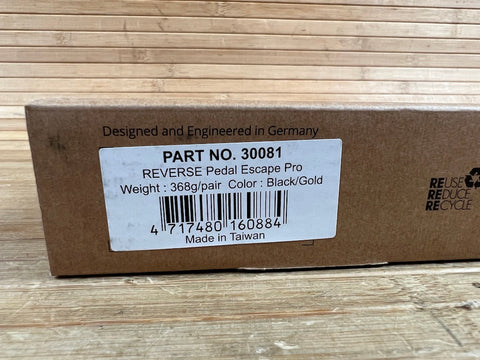 Designed and Engineered in Germany
PART NO. 30081
REVERSE Pedal Escape Pro
Weight : 368g/pair Color : Black/Gold
4 717480 160884
Made in Taiwan
REUSE
REDUCE
RECYCLE